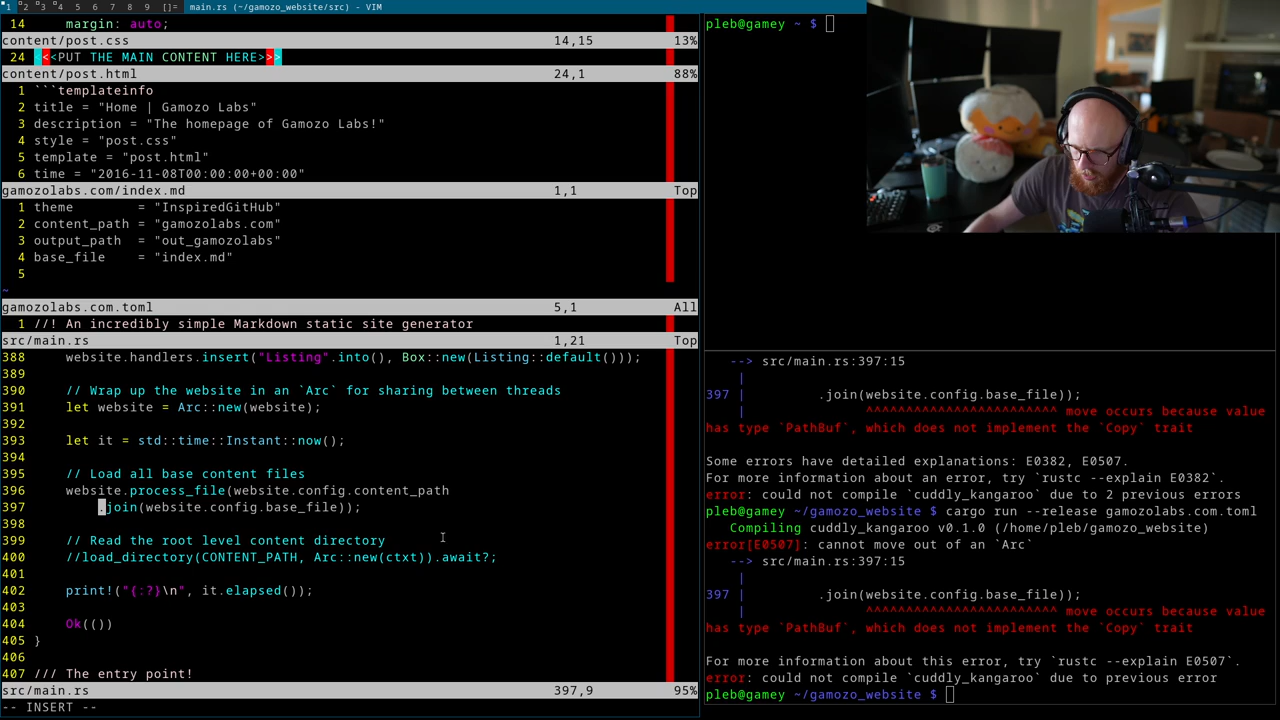 1 2 3 4 5 6 7 8 9 []= main.rs (~/gamozo_website/src) - VIM
14     margin: auto;
content/post.css 14,15 13%
24 <<<PUT THE MAIN CONTENT HERE>>>
content/post.html 24,1 88%
1 ```templateinfo
2 title = "Home | Gamozo Labs"
3 description = "The homepage of Gamozo Labs!"
4 style = "post.css"
5 template = "post.html"
6 time = "2016-11-08T00:00:00+00:00"
gamozolabs.com/index.md 1,1 Top
1 theme        = "InspiredGitHub"
2 content_path = "gamozolabs.com"
3 output_path  = "out_gamozolabs"
4 base_file    = "index.md"
5
~
gamozolabs.com.toml 5,1 All
1 //! An incredibly simple Markdown static site generator
src/main.rs 1,21 Top
388     website.handlers.insert("Listing".into(), Box::new(Listing::default()));
389
390     // Wrap up the website in an `Arc` for sharing between threads
391     let website = Arc::new(website);
392
393     let it = std::time::Instant::now();
394
395     // Load all base content files
396     website.process_file(website.config.content_path
397         .join(website.config.base_file));
398
399     // Read the root level content directory
400     //load_directory(CONTENT_PATH, Arc::new(ctxt)).await?;
401
402     print!("{:?}\n", it.elapsed());
403
404     Ok(())
405 }
406
407 /// The entry point!
src/main.rs 397,9 95%
-- INSERT --
pleb@gamey ~ $
--> src/main.rs:397:15
|
397 |         .join(website.config.base_file));
|               ^^^^^^^^^^^^^^^^^^^^^^^^ move occurs because value
has type `PathBuf`, which does not implement the `Copy` trait
Some errors have detailed explanations: E0382, E0507.
For more information about an error, try `rustc --explain E0382`.
error: could not compile `cuddly_kangaroo` due to 2 previous errors
pleb@gamey ~/gamozo_website $ cargo run --release gamozolabs.com.toml
Compiling cuddly_kangaroo v0.1.0 (/home/pleb/gamozo_website)
error[E0507]: cannot move out of an `Arc`
--> src/main.rs:397:15
|
397 |         .join(website.config.base_file));
|               ^^^^^^^^^^^^^^^^^^^^^^^^ move occurs because value
has type `PathBuf`, which does not implement the `Copy` trait
For more information about this error, try `rustc --explain E0507`.
error: could not compile `cuddly_kangaroo` due to previous error
pleb@gamey ~/gamozo_website $